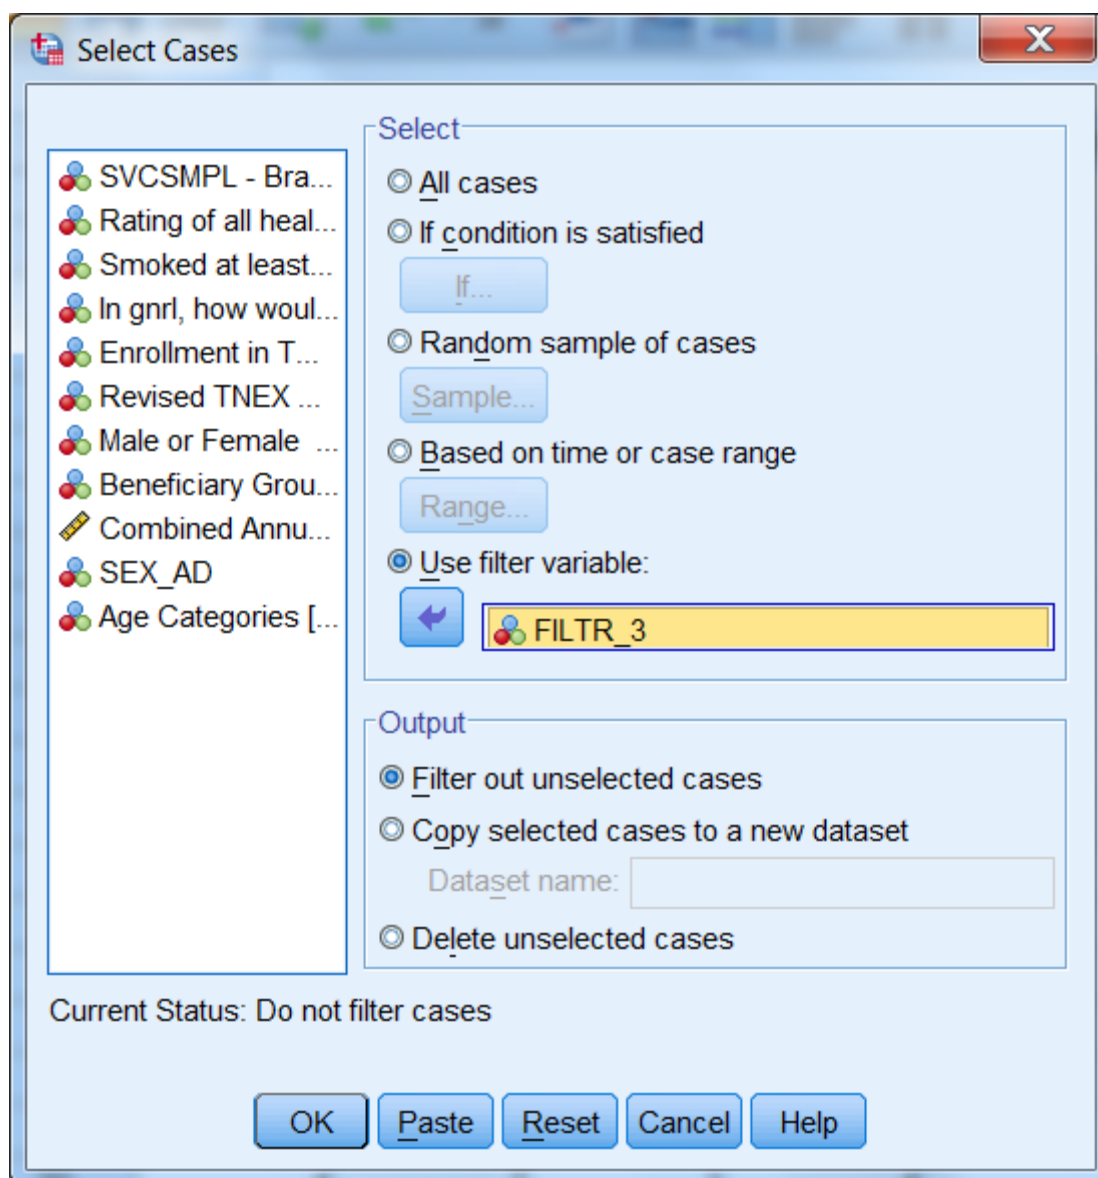 Select Cases
SVCSMPL - Bra...
Rating of all heal...
Smoked at least...
In gnrl, how woul...
Enrollment in T...
Revised TNEX ...
Male or Female ...
Beneficiary Grou...
Combined Annu...
SEX_AD
Age Categories [...
Select
All cases
If condition is satisfied
If...
Random sample of cases
Sample...
Based on time or case range
Range...
Use filter variable:
FILTR_3
Output
Filter out unselected cases
Copy selected cases to a new dataset
Dataset name:
Delete unselected cases
Current Status: Do not filter cases
OK Paste Reset Cancel Help